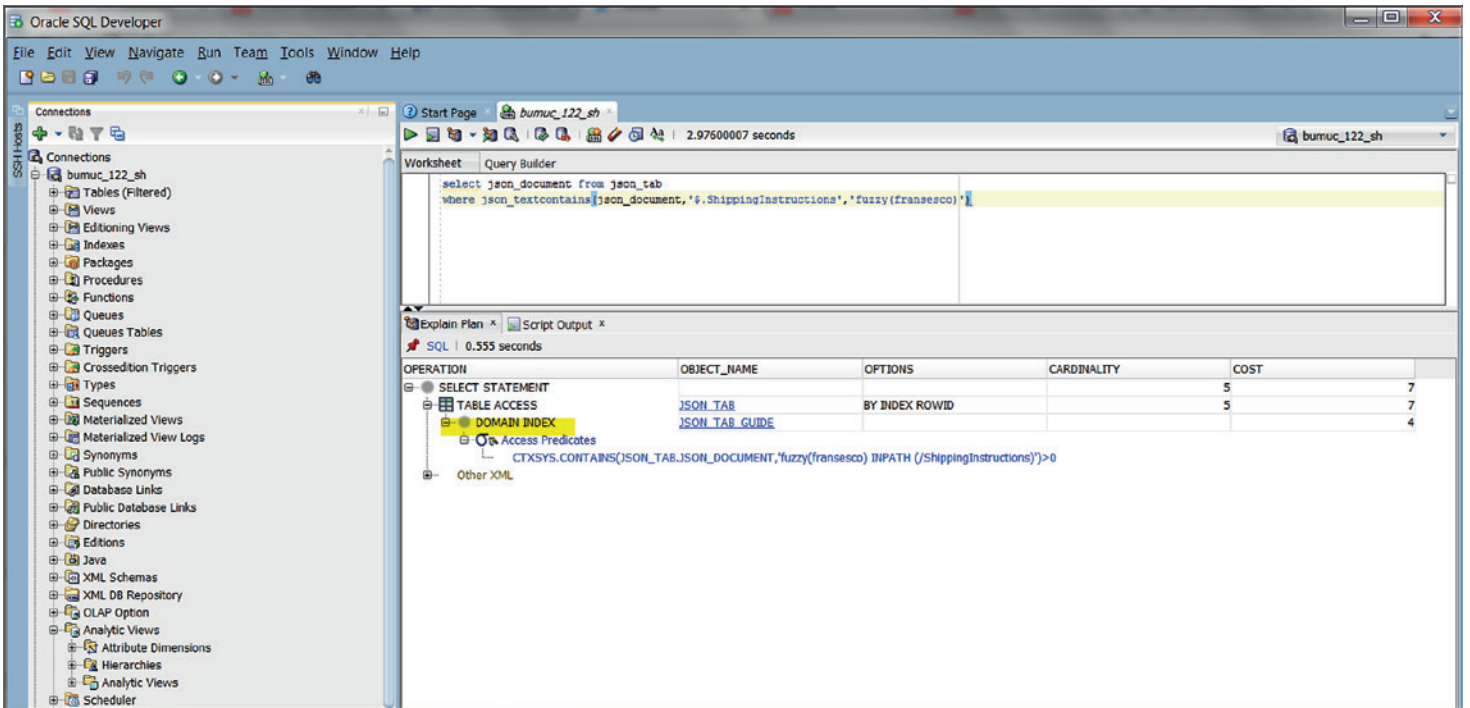 Oracle SQL Developer
File Edit View Navigate Run Team Tools Window Help
SSH Hosts
Connections
Connections
bumuc_122_sh
Tables (Filtered)
Views
Editioning Views
Indexes
Packages
Procedures
Functions
Queues
Queues Tables
Triggers
Crossedition Triggers
Types
Sequences
Materialized Views
Materialized View Logs
Synonyms
Public Synonyms
Database Links
Public Database Links
Directories
Editions
Java
XML Schemas
XML DB Repository
OLAP Option
Analytic Views
Attribute Dimensions
Hierarchies
Analytic Views
Scheduler
Start Page bumuc_122_sh
2.97600007 seconds bumuc_122_sh
Worksheet Query Builder
select json_document from json_tab
where json_textcontains(json_document,'$.ShippingInstructions','fuzzy(fransesco)')
Explain Plan x Script Output x
SQL | 0.555 seconds
OPERATION OBJECT_NAME OPTIONS CARDINALITY COST
SELECT STATEMENT 5 7
TABLE ACCESS JSON_TAB BY INDEX ROWID 5 7
DOMAIN INDEX JSON_TAB_GUIDE 4
Access Predicates
CTXSYS.CONTAINS(JSON_TAB.JSON_DOCUMENT,'fuzzy(fransesco) INPATH (/ShippingInstructions)')>0
Other XML